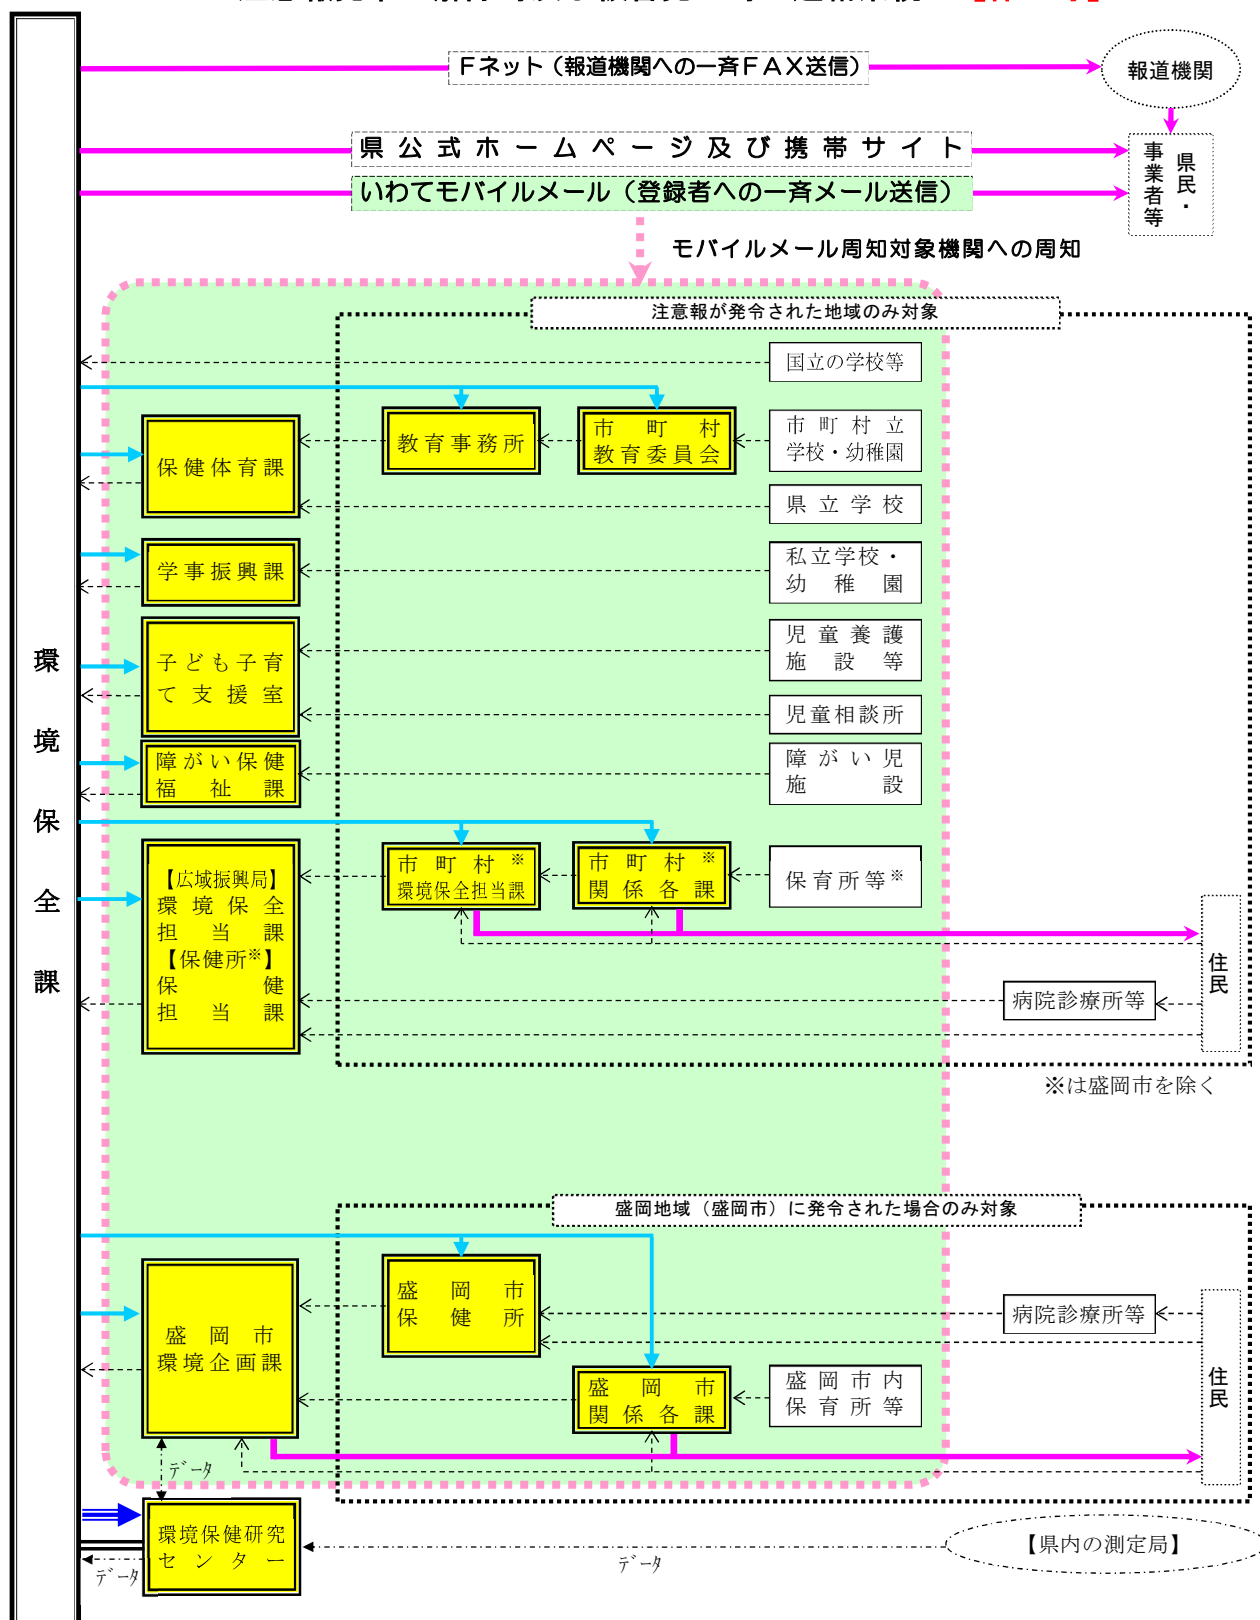 Ｆネット（報道機関への一斉ＦＡＸ送信）
報道機関
県公式ホームページ及び携帯サイト
県民・
事業者等
いわてモバイルメール（登録者への一斉メール送信）
モバイルメール周知対象機関への周知
注意報が発令された地域のみ対象
国立の学校等
教育事務所
市町村
教育委員会
市町村立
学校・幼稚園
保健体育課
県立学校
学事振興課
私立学校・
幼稚園
子ども子育
て支援室
児童養護
施設等
児童相談所
障がい保健
福祉課
障がい児
施設
環境保全課
【広域振興局】
環境保全
担当課
【保健所※】
保健
担当課
市町村※
環境保全担当課
市町村※
関係各課
保育所等※
住民
病院診療所等
※は盛岡市を除く
盛岡地域（盛岡市）に発令された場合のみ対象
盛岡市
保健所
病院診療所等
盛岡市
環境企画課
盛岡市
関係各課
盛岡市内
保育所等
住民
データ
環境保健研究
センター
【県内の測定局】
データ
データ